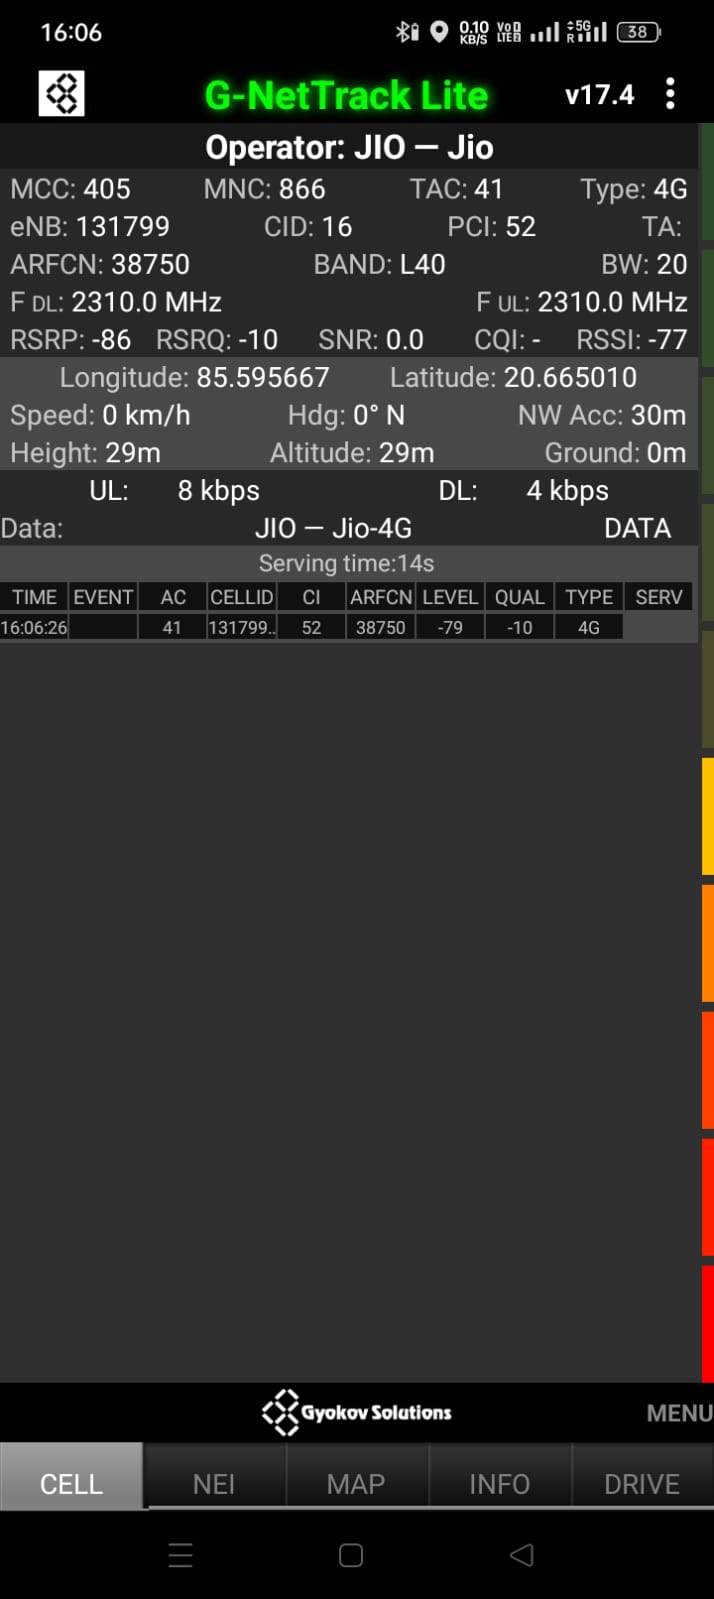 16:06 0.10 KB/S VoD LTE2 5G R 38
G-NetTrack Lite v17.4
Operator: JIO — Jio
MCC: 405 MNC: 866 TAC: 41 Type: 4G
eNB: 131799 CID: 16 PCI: 52 TA:
ARFCN: 38750 BAND: L40 BW: 20
F DL: 2310.0 MHz F UL: 2310.0 MHz
RSRP: -86 RSRQ: -10 SNR: 0.0 CQI: - RSSI: -77
Longitude: 85.595667 Latitude: 20.665010
Speed: 0 km/h Hdg: 0° N NW Acc: 30m
Height: 29m Altitude: 29m Ground: 0m
UL: 8 kbps DL: 4 kbps
Data: JIO — Jio-4G DATA
Serving time:14s
TIME EVENT AC CELLID CI ARFCN LEVEL QUAL TYPE SERV
16:06:26 41 131799.. 52 38750 -79 -10 4G
Gyokov Solutions MENU
CELL NEI MAP INFO DRIVE